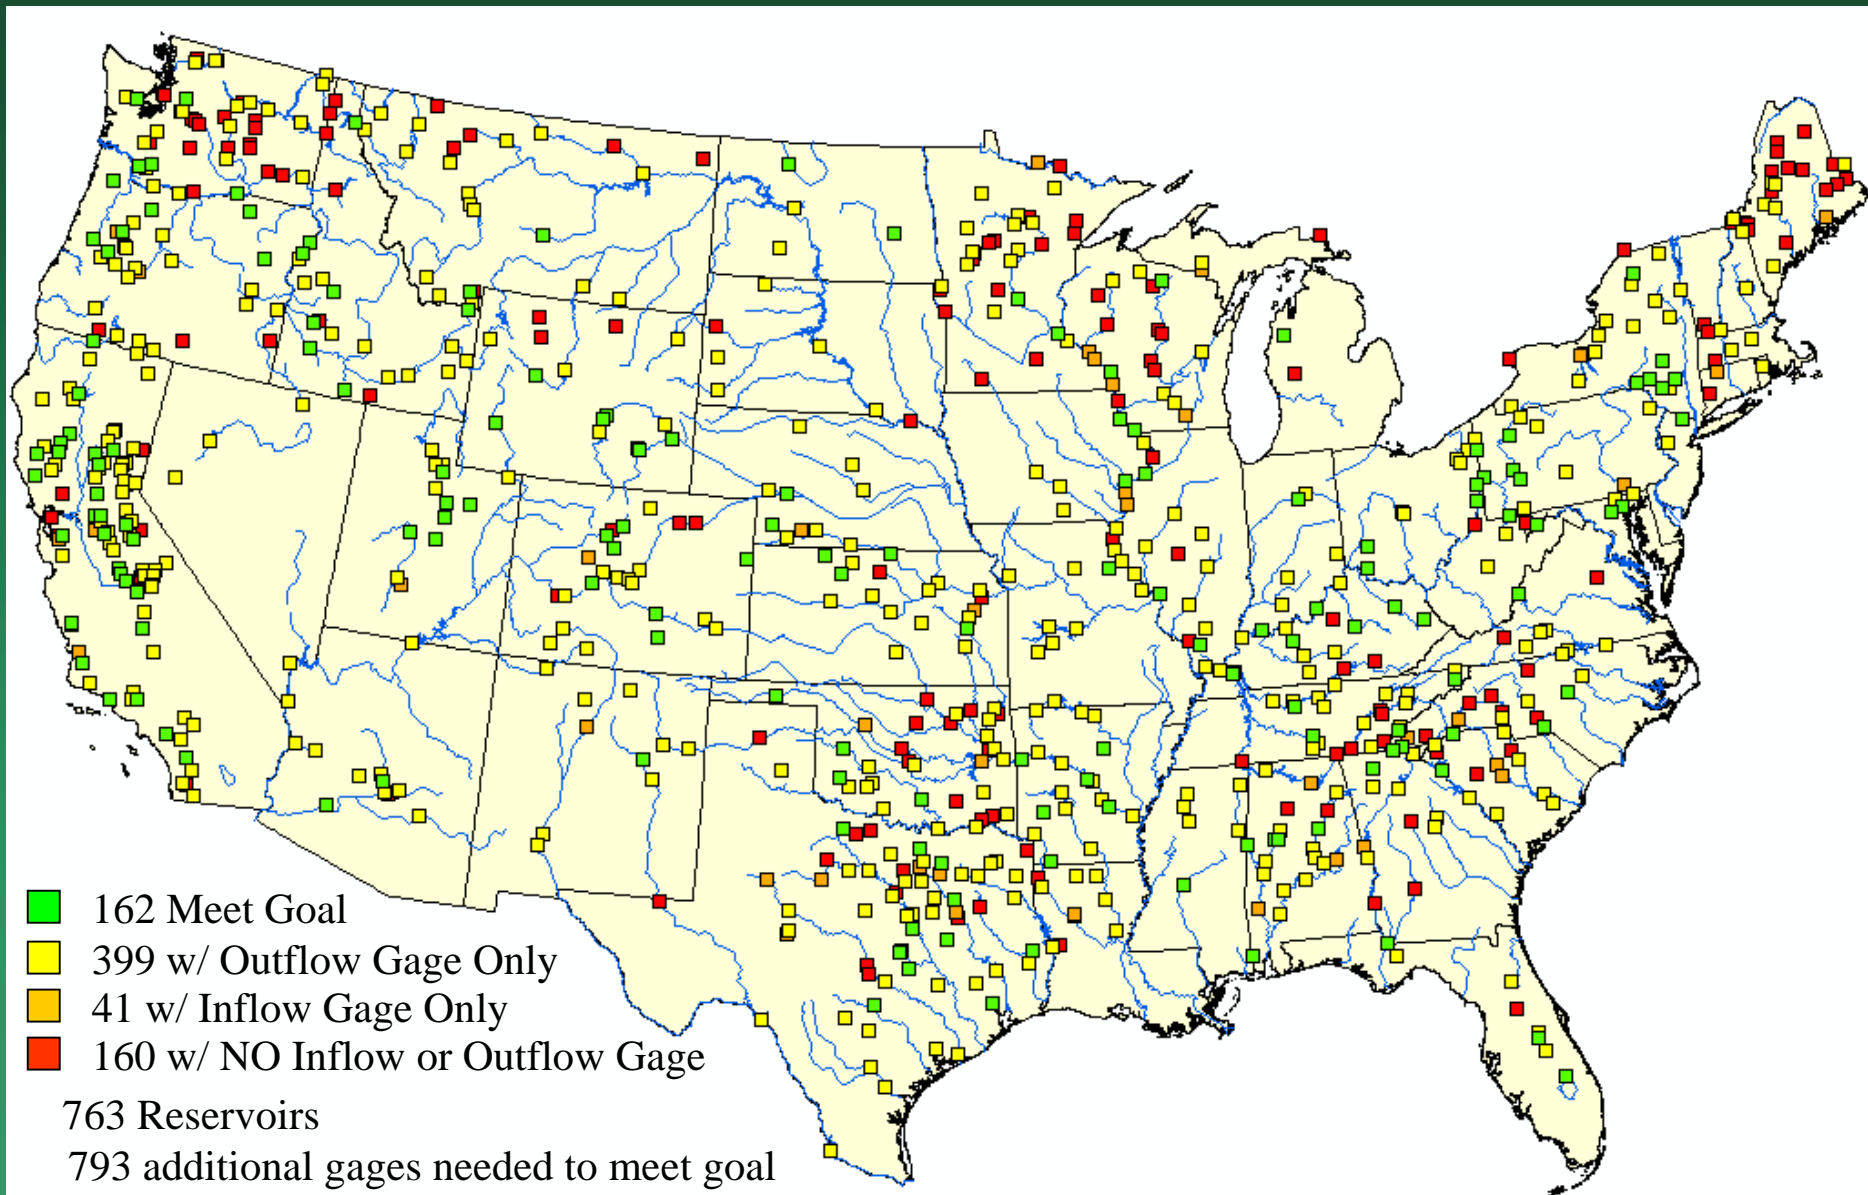 162 Meet Goal
399 w/ Outflow Gage Only
41 w/ Inflow Gage Only
160 w/ NO Inflow or Outflow Gage
763 Reservoirs
793 additional gages needed to meet goal